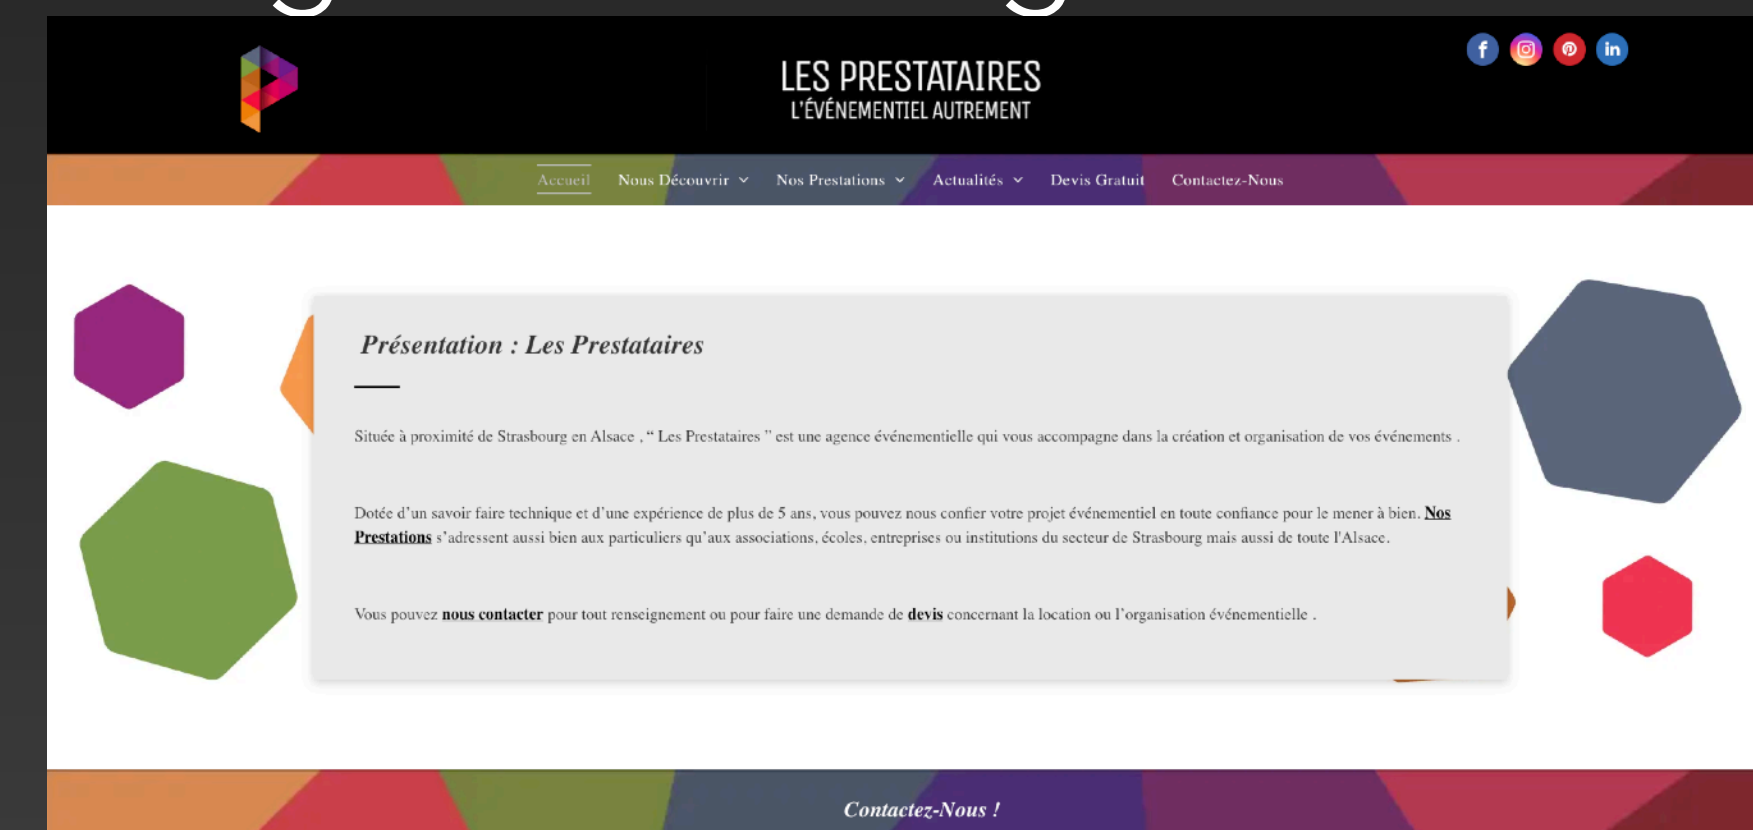 LES PRESTATAIRES
L'ÉVÉNEMENTIEL AUTREMENT
Accueil Nous Découvrir Nos Prestations Actualités Devis Gratuit Contactez-Nous
Présentation : Les Prestataires
Située à proximité de Strasbourg en Alsace , “ Les Prestataires ” est une agence événementielle qui vous accompagne dans la création et organisation de vos événements .
Dotée d’un savoir faire technique et d’une expérience de plus de 5 ans, vous pouvez nous confier votre projet événementiel en toute confiance pour le mener à bien. Nos
Prestations s’adressent aussi bien aux particuliers qu’aux associations, écoles, entreprises ou institutions du secteur de Strasbourg mais aussi de toute l'Alsace.
Vous pouvez nous contacter pour tout renseignement ou pour faire une demande de devis concernant la location ou l’organisation événementielle .
Contactez-Nous !